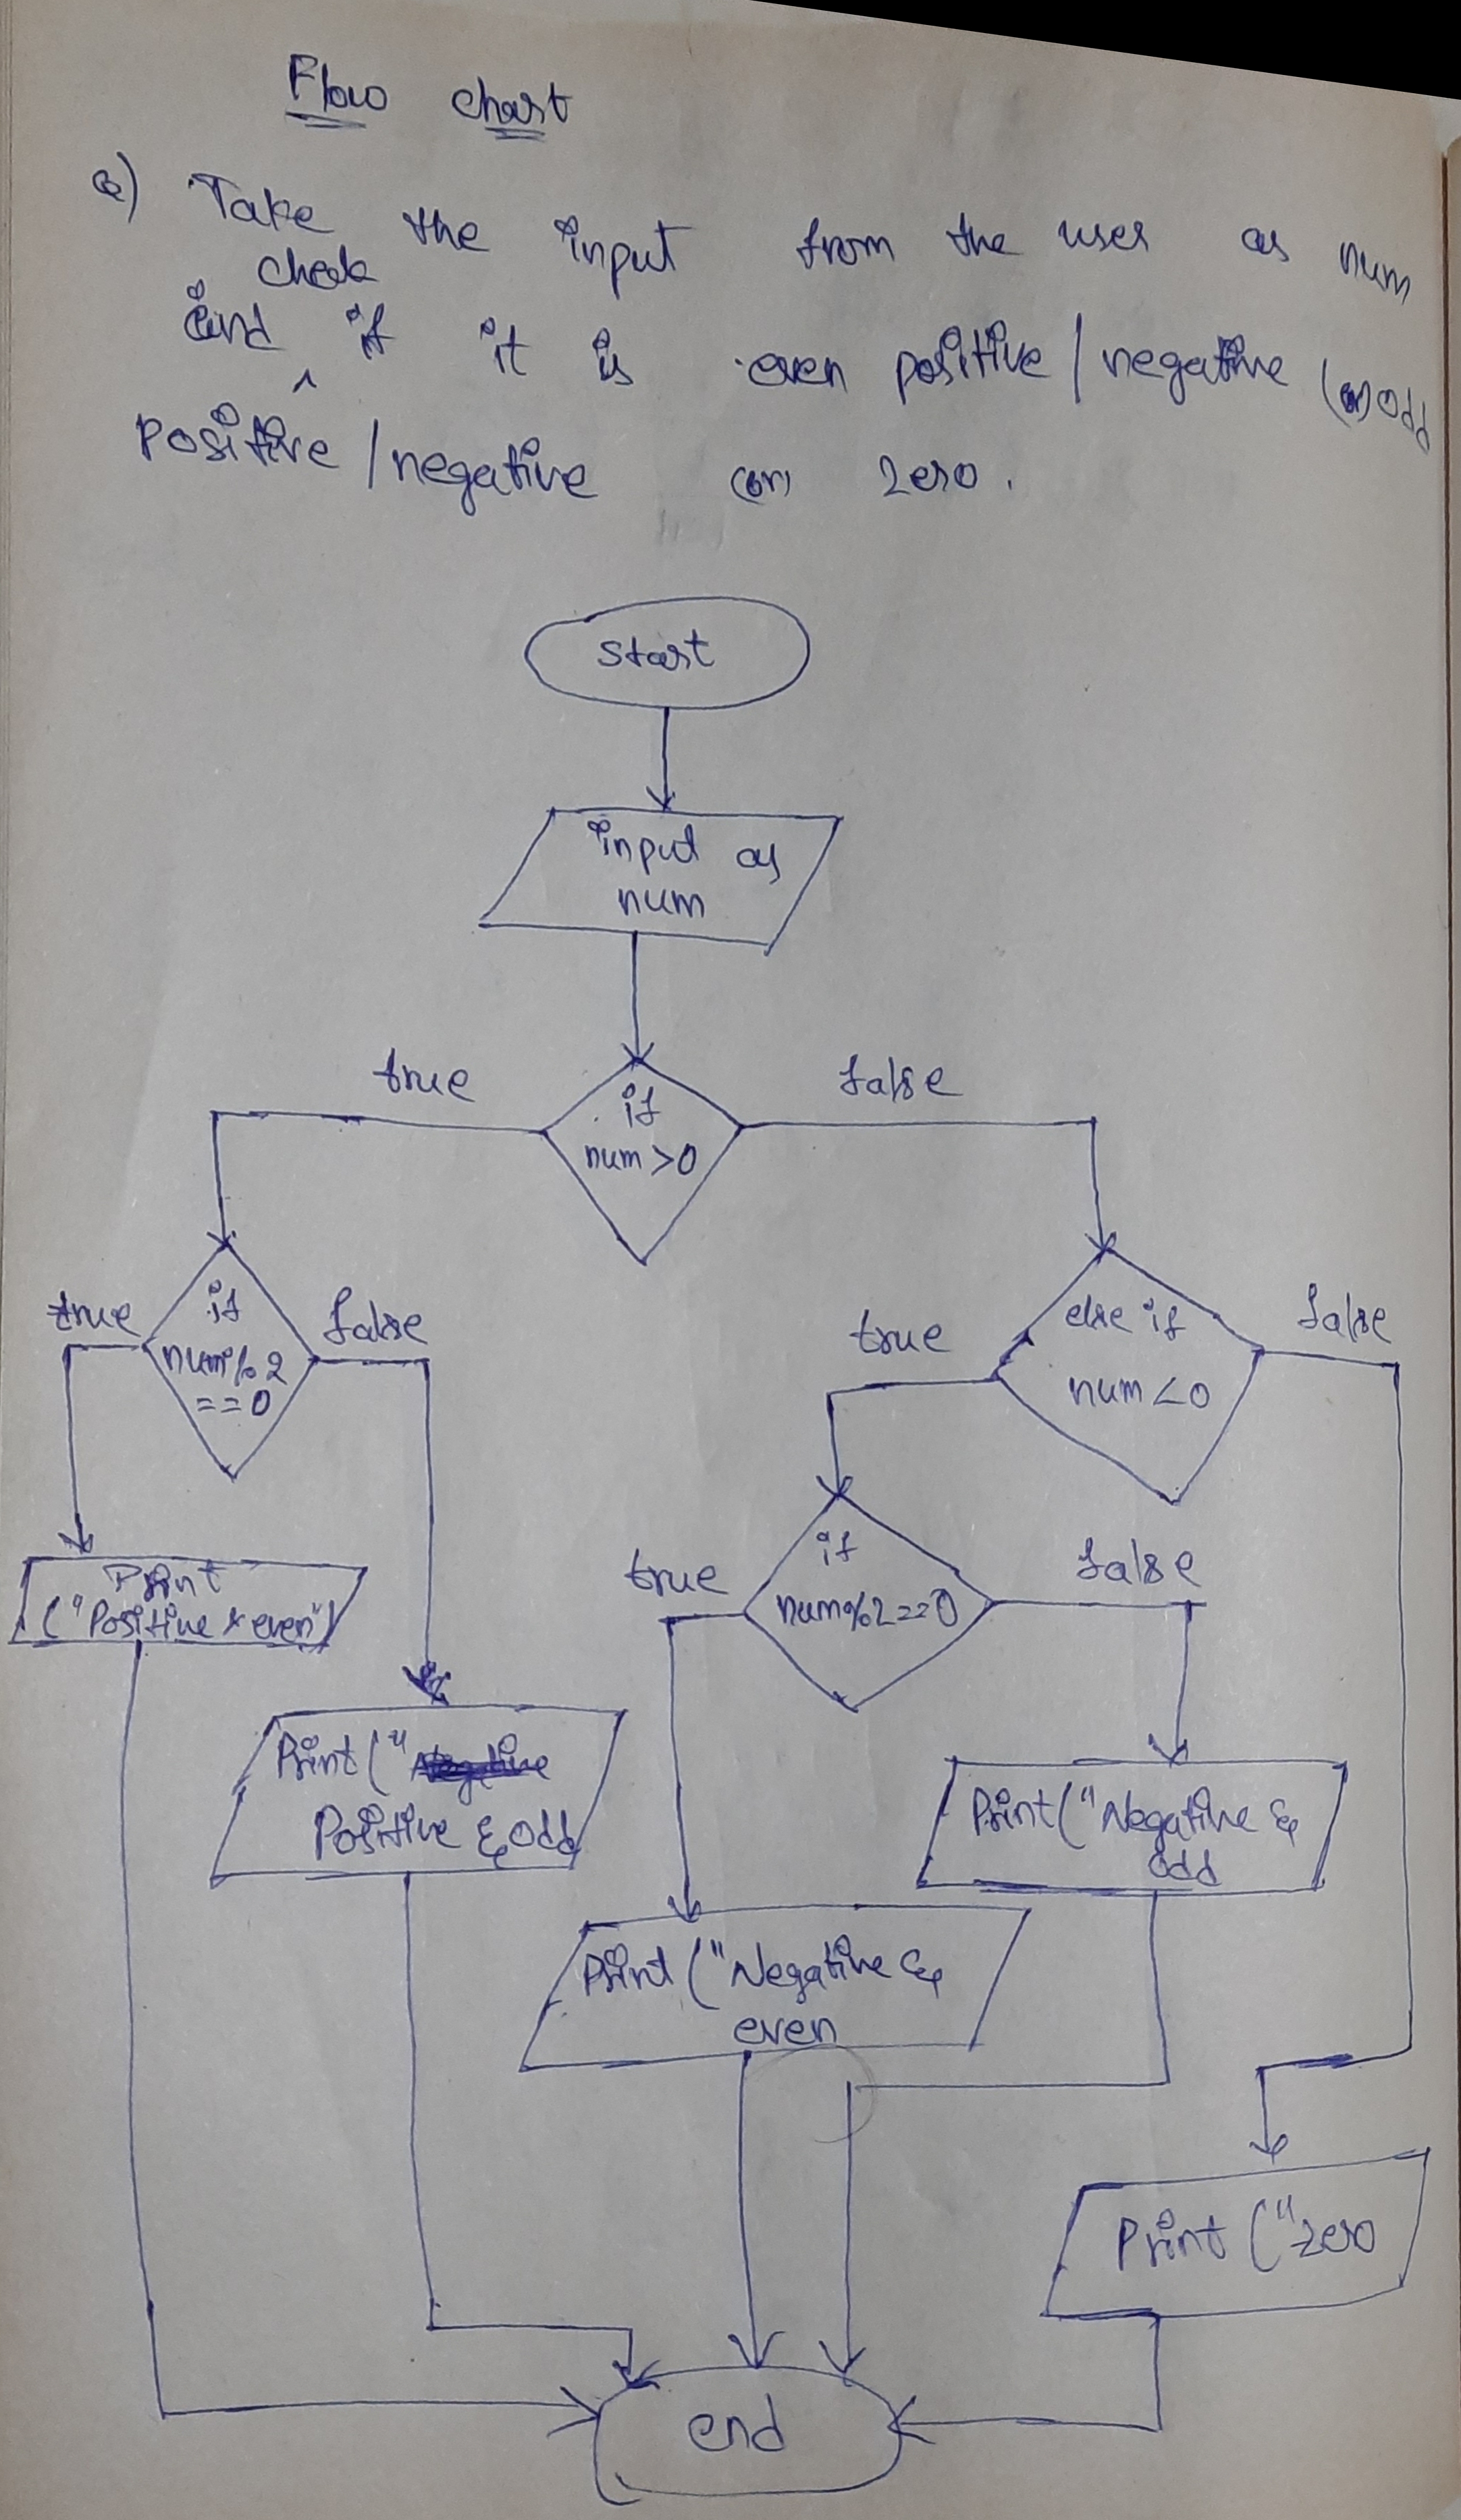 Flow chart
Q) Take the input from the user as num
check
and if it is even positive / negative (or) odd
positive / negative (or) zero.
Start
input as
num
true
false
if
num > 0
true
if
num % 2
== 0
false
true
else if
num < 0
false
true
if
num % 2 == 0
false
Print
("Positive & even")
Print ("Negative
Positive & odd
Print ("Negative &
odd
Print ("Negative &
even
Print ("zero
end